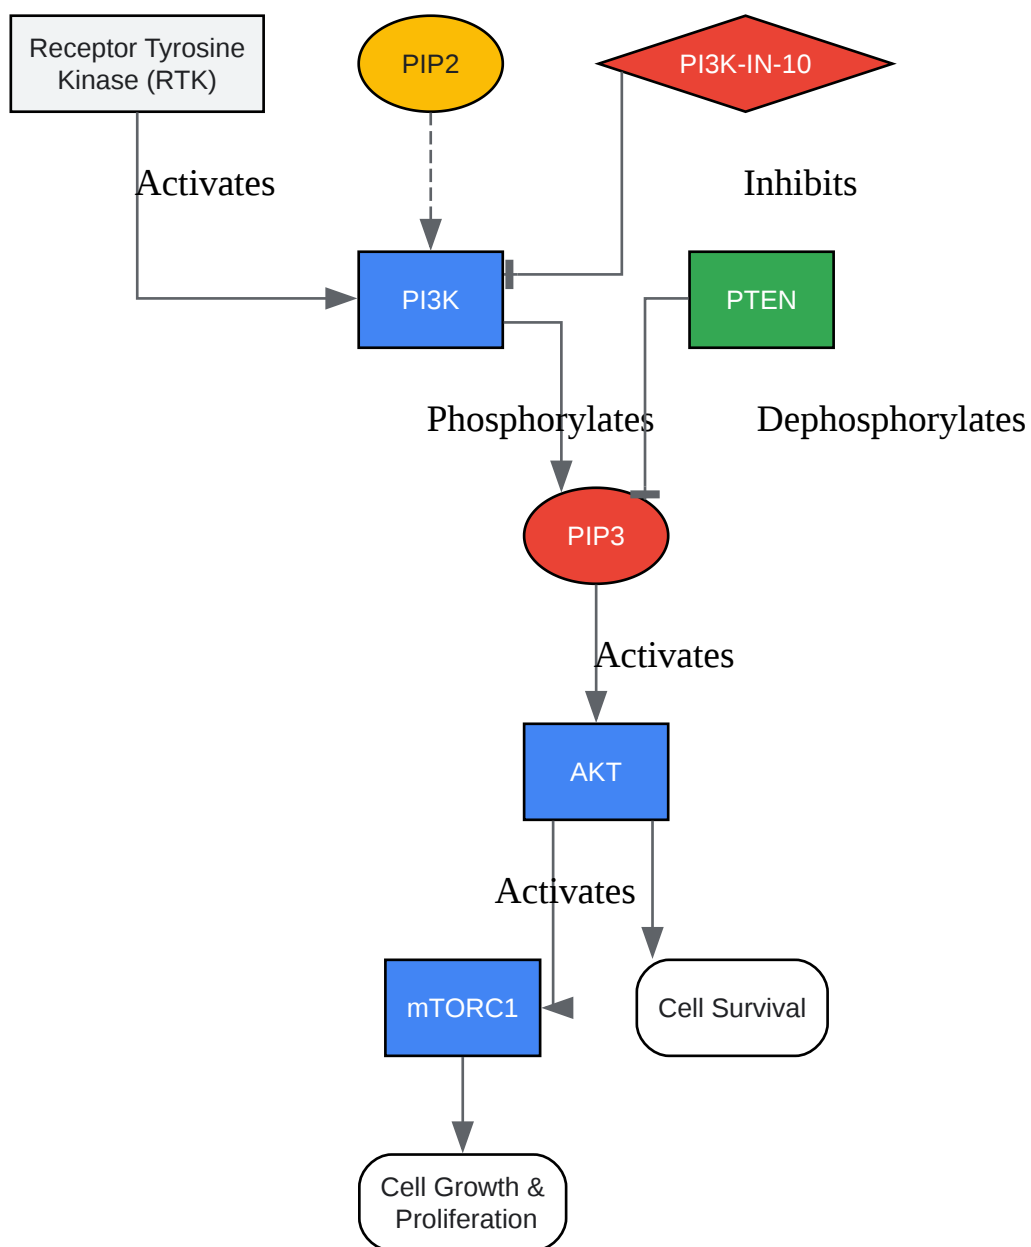 Receptor Tyrosine
Kinase (RTK)
PIP2
PI3K-IN-10
Activates
Inhibits
PI3K
PTEN
Phosphorylates
Dephosphorylates
PIP3
Activates
AKT
Activates
mTORC1
Cell Survival
Cell Growth &
Proliferation